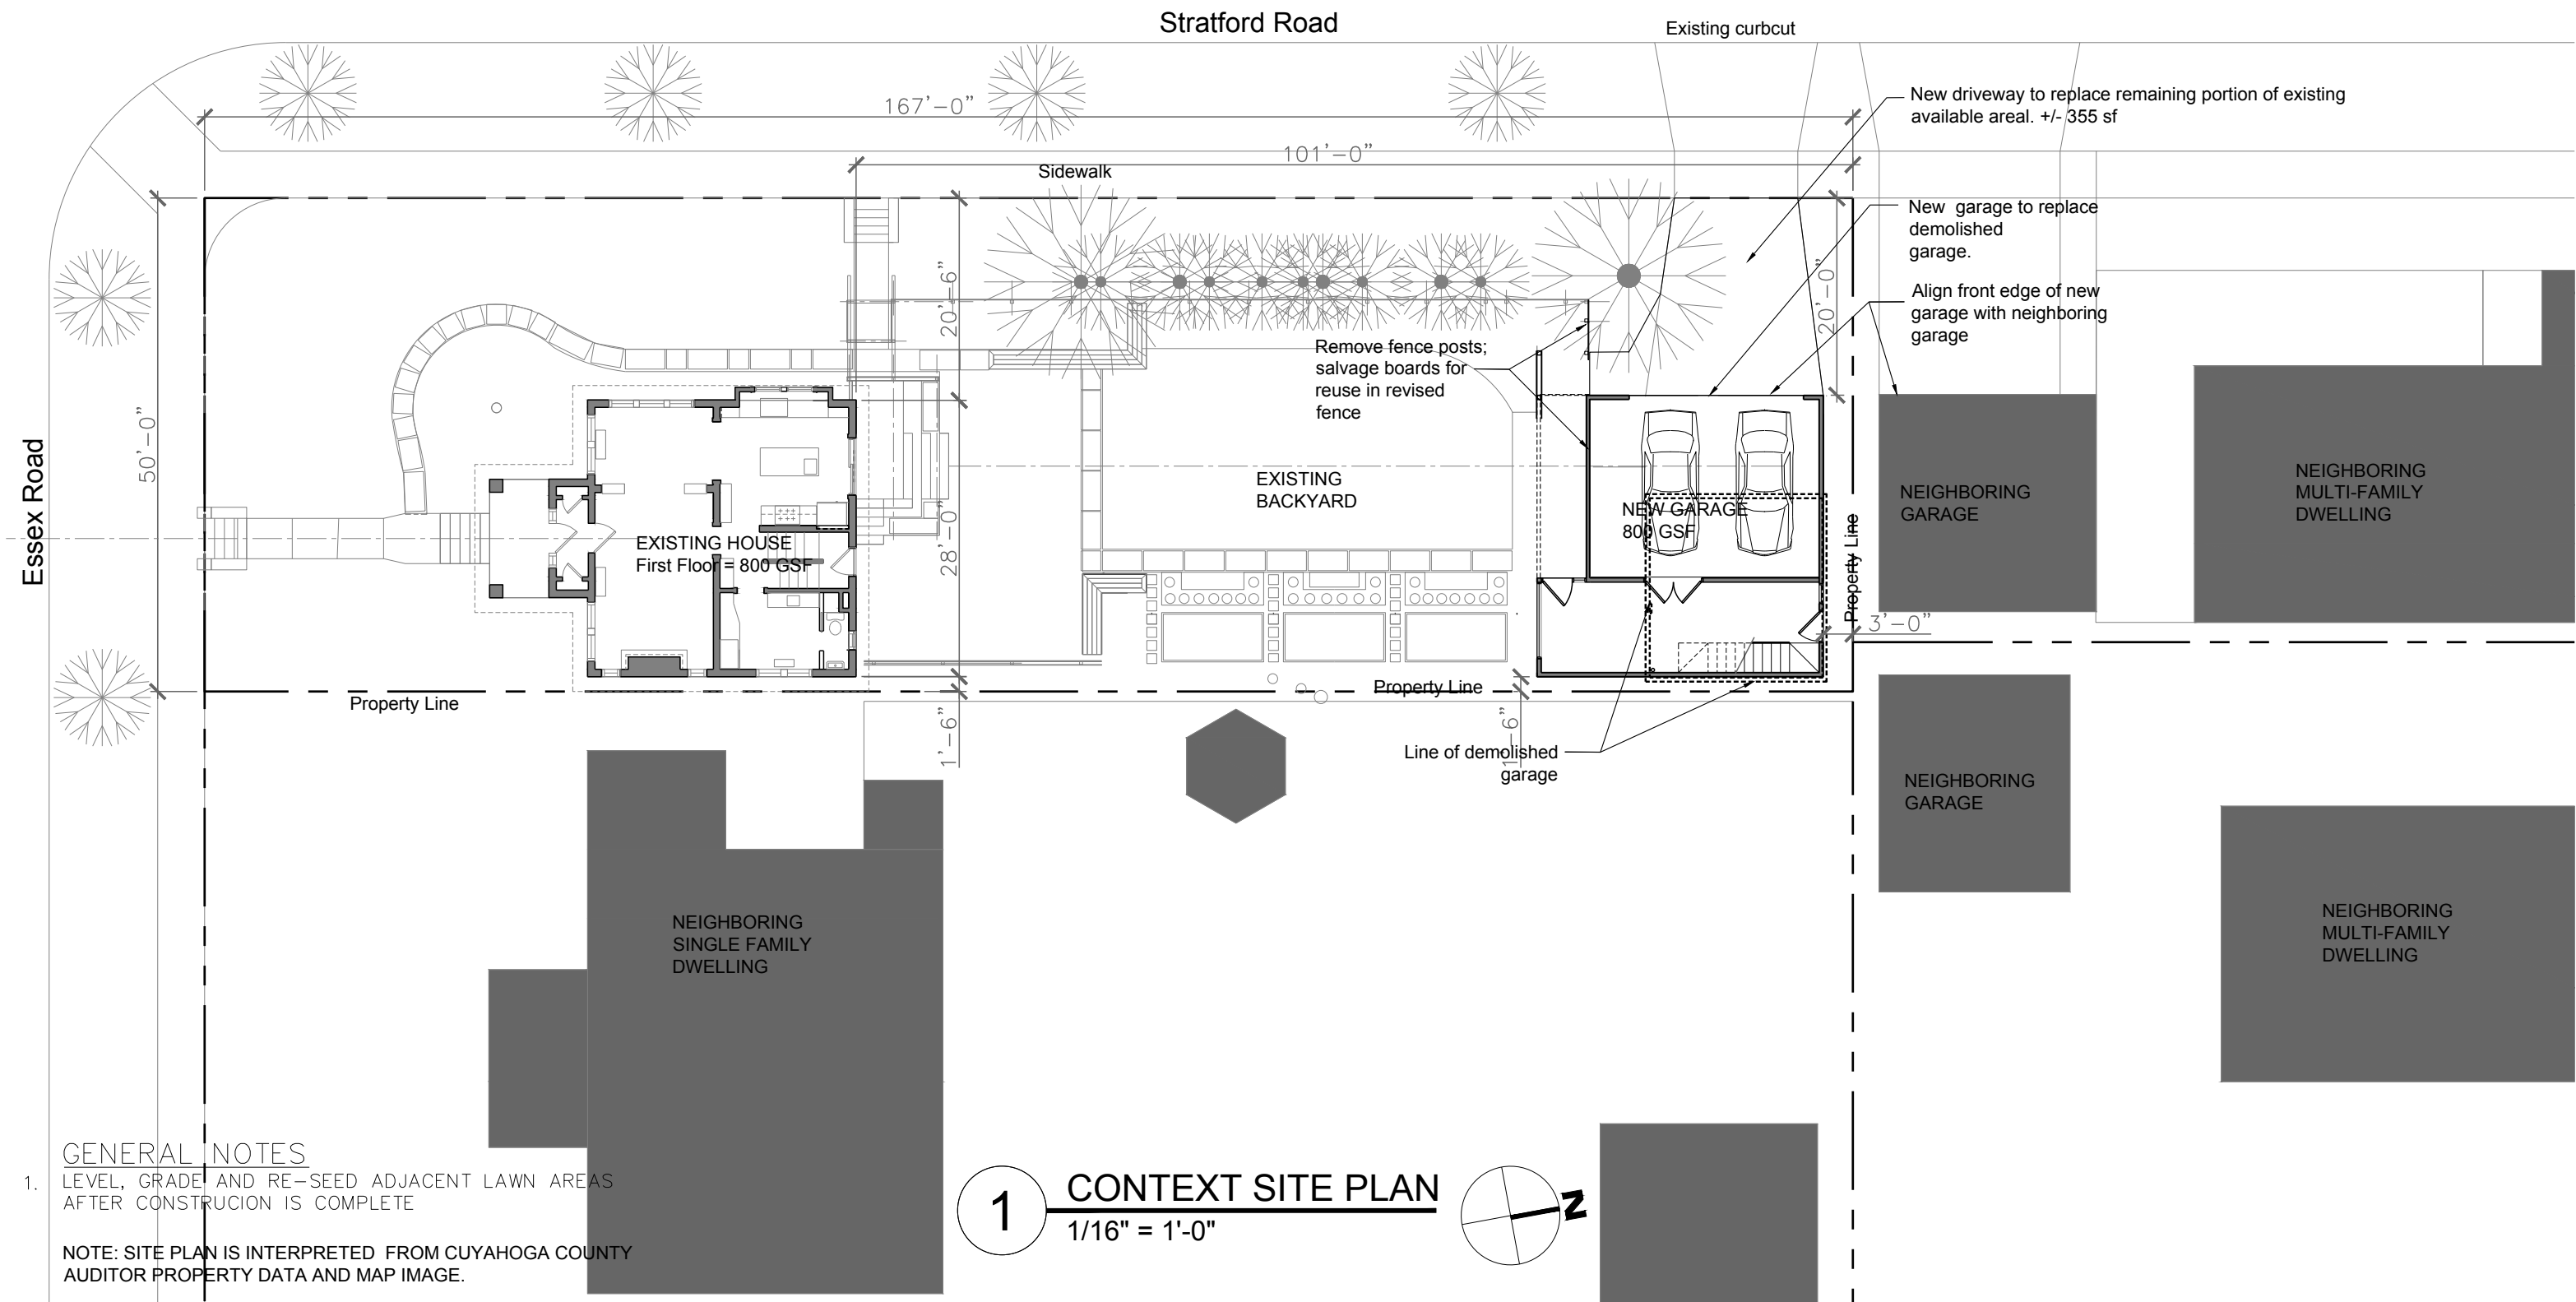 Stratford Road
Existing curbcut
New driveway to replace remaining portion of existing
available areal. +/- 355 sf
167'-0"
101'-0"
Sidewalk
New garage to replace
demolished
garage.
Align front edge of new
garage with neighboring
garage
20'-6"
20'-0"
Remove fence posts;
salvage boards for
reuse in revised
fence
Essex Road
50'-0"
EXISTING
BACKYARD
NEIGHBORING
MULTI-FAMILY
DWELLING
NEIGHBORING
GARAGE
NEW GARAGE
800 GSF
EXISTING HOUSE
First Floor = 800 GSF
28'-0"
Property Line
3'-0"
Property Line
Property Line
1'-6"
1'-6"
Line of demolished
garage
NEIGHBORING
GARAGE
NEIGHBORING
SINGLE FAMILY
DWELLING
NEIGHBORING
MULTI-FAMILY
DWELLING
GENERAL NOTES
1. LEVEL, GRADE AND RE-SEED ADJACENT LAWN AREAS
AFTER CONSTRUCION IS COMPLETE
NOTE: SITE PLAN IS INTERPRETED FROM CUYAHOGA COUNTY
AUDITOR PROPERTY DATA AND MAP IMAGE.
1
CONTEXT SITE PLAN
1/16" = 1'-0"
N